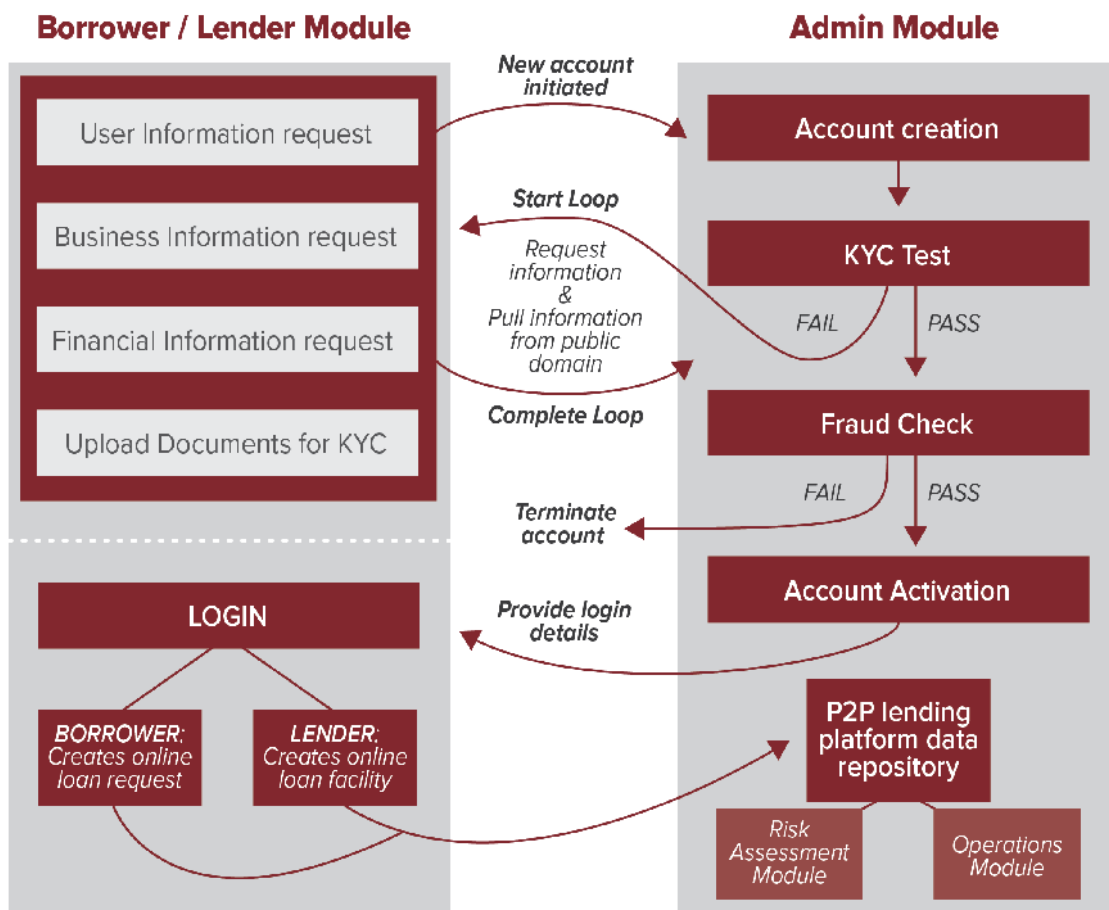 Borrower / Lender Module
User Information request
Business Information request
Financial Information request
Upload Documents for KYC
New account
initiated
Start Loop
Request
information
&
Pull information
from public
domain
Complete Loop
Admin Module
Account creation
KYC Test
FAIL
PASS
Fraud Check
FAIL
PASS
Terminate
account
Account Activation
Provide login
details
LOGIN
BORROWER;
Creates online
loan request
LENDER;
Creates online
loan facility
P2P lending
platform data
repository
Risk
Assessment
Module
Operations
Module